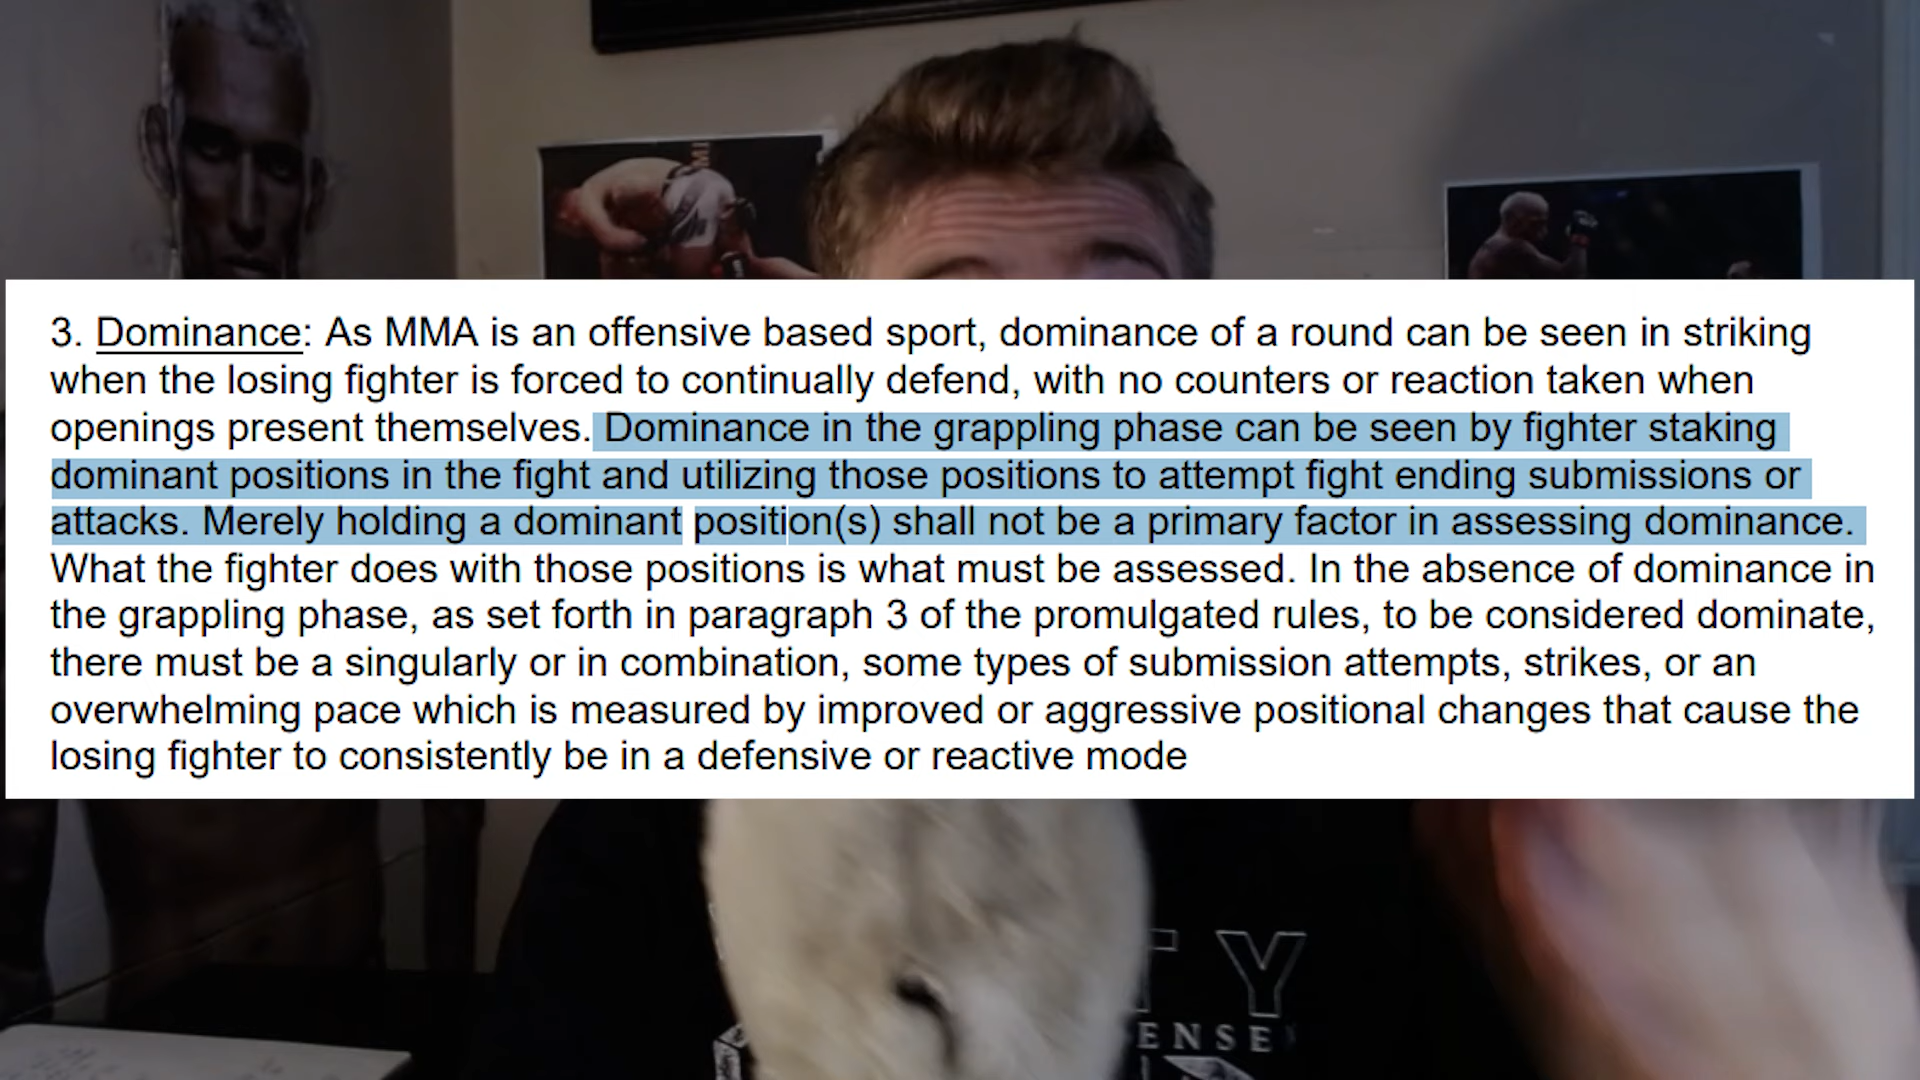 MI
3. Dominance: As MMA is an offensive based sport, dominance of a round can be seen in striking
when the losing fighter is forced to continually defend, with no counters or reaction taken when
openings present themselves. Dominance in the grappling phase can be seen by fighter staking
dominant positions in the fight and utilizing those positions to attempt fight ending submissions or
attacks. Merely holding a dominant position(s) shall not be a primary factor in assessing dominance.
What the fighter does with those positions is what must be assessed. In the absence of dominance in
the grappling phase, as set forth in paragraph 3 of the promulgated rules, to be considered dominate,
there must be a singularly or in combination, some types of submission attempts, strikes, or an
overwhelming pace which is measured by improved or aggressive positional changes that cause the
losing fighter to consistently be in a defensive or reactive mode
TY
ENSE